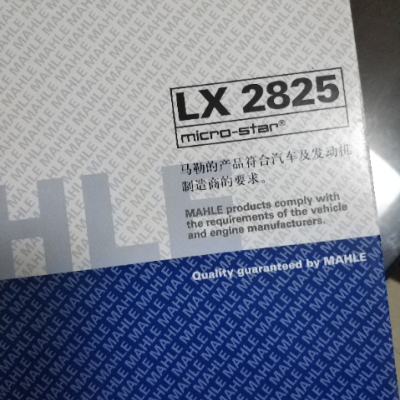 LX 2825
micro-star®
马勒的产品符合汽车及发动机
制造商的要求。
MAHLE products comply with
the requirements of the vehicle
and engine manufacturers.
Quality guaranteed by MAHLE